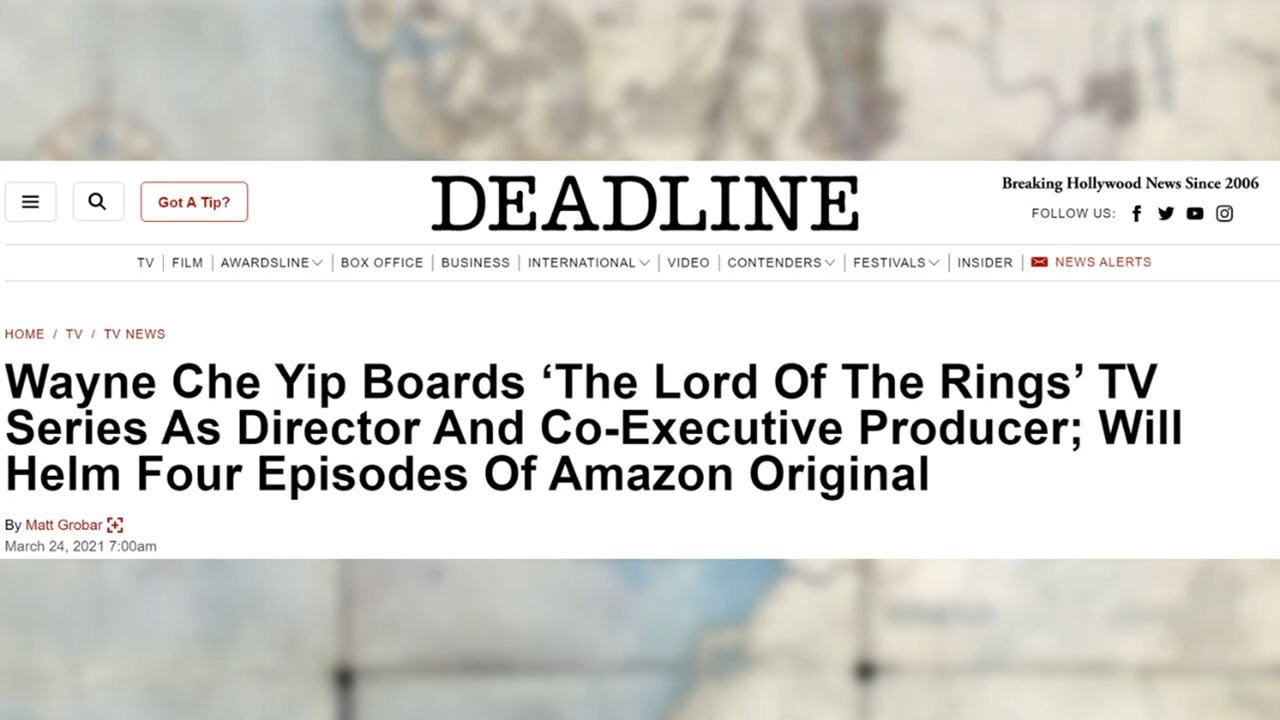 Got A Tip?
DEADLINE
Breaking Hollywood News Since 2006
FOLLOW US:
TV | FILM | AWARDSLINE | BOX OFFICE | BUSINESS | INTERNATIONAL | VIDEO | CONTENDERS | FESTIVALS | INSIDER | NEWS ALERTS
HOME / TV / TV NEWS
Wayne Che Yip Boards ‘The Lord Of The Rings’ TV
Series As Director And Co-Executive Producer; Will
Helm Four Episodes Of Amazon Original
By Matt Grobar
March 24, 2021 7:00am